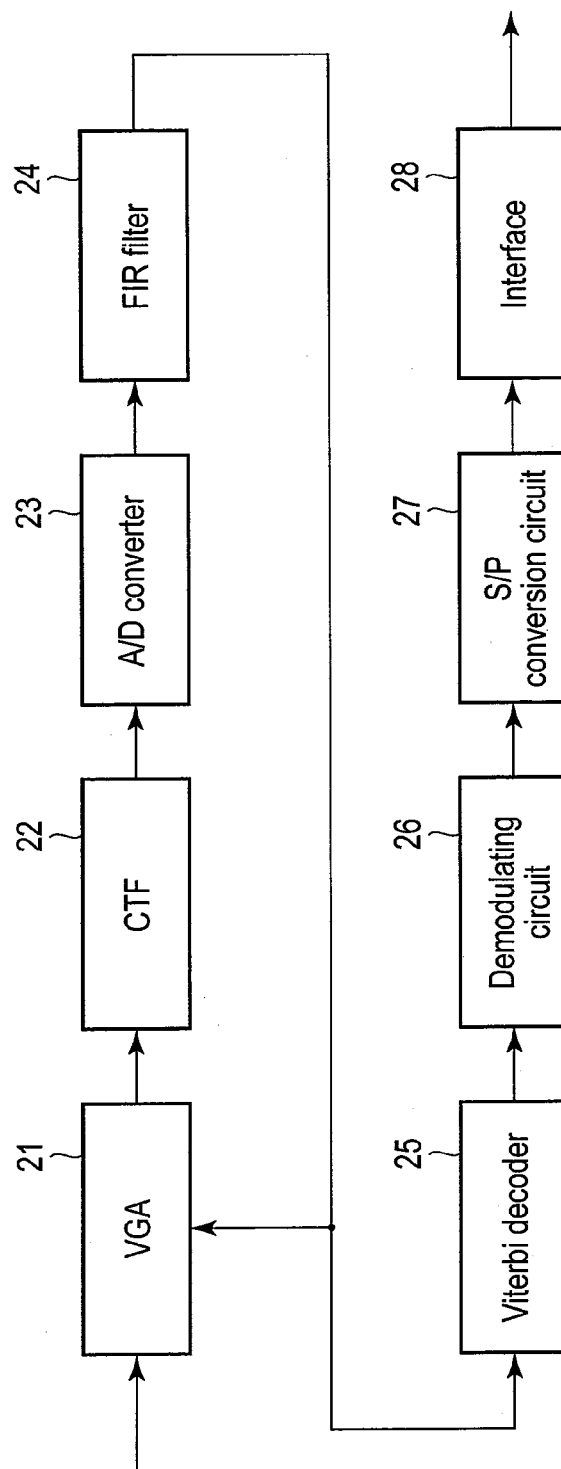 21
VGA
22
CTF
23
A/D converter
24
FIR filter
25
Viterbi decoder
26
Demodulating
circuit
27
S/P
conversion circuit
28
Interface